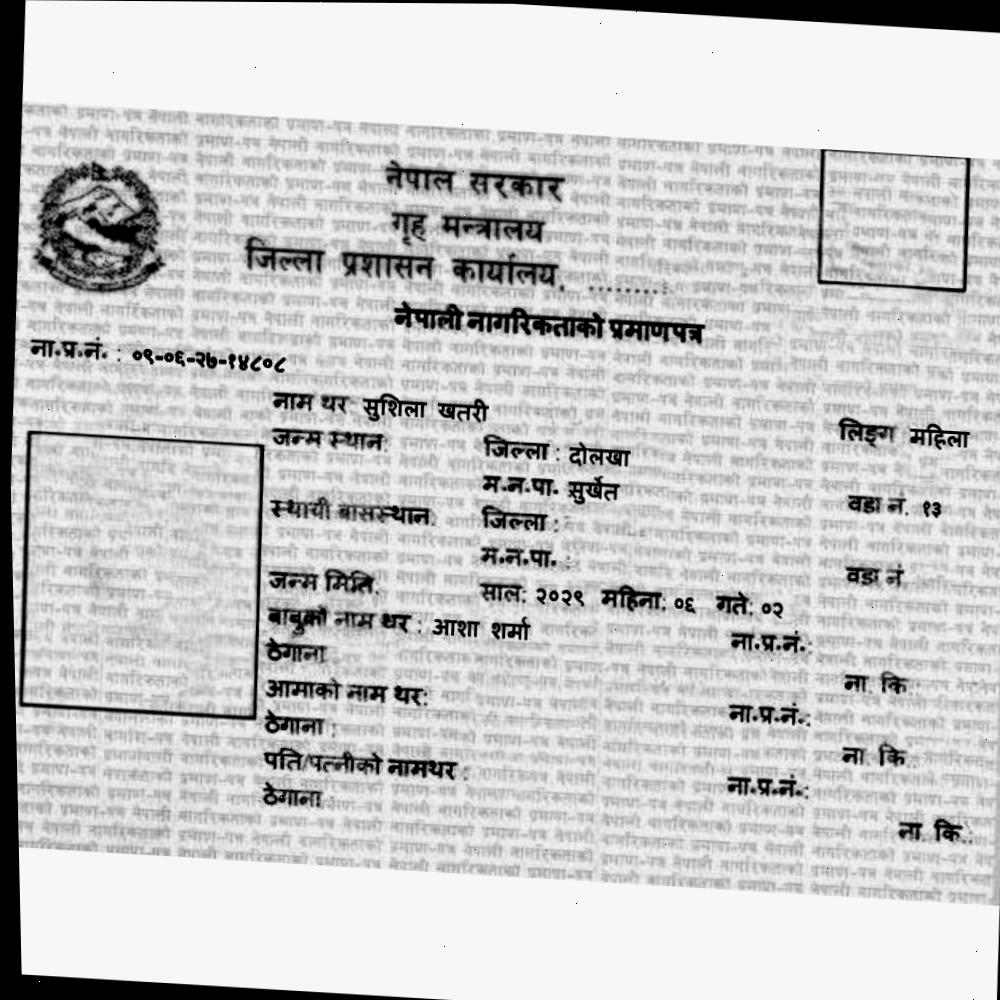 नेपाल सरकार
गृह मन्त्रालय
जिल्ला प्रशासन कार्यालय, ..........
नेपाली नागरिकताको प्रमाणपत्र
ना.प्र.नं. : ०९-०६-२७-१४८०८
नाम थर: सुशिला खतरी लिङ्ग महिला
जन्म स्थान: जिल्ला : दोलखा
म.न.पा. सुर्खेत वडा नं. १३
स्थायी बासस्थान: जिल्ला :
म.न.पा. : वडा नं
जन्म मिति: साल: २०२९ महिना: ०६ गते: ०२
बाबुको नाम थर : आशा शर्मा ना.प्र.नं.:
ठेगाना : ना. कि.:
आमाको नाम थर: ना.प्र.नं.:
ठेगाना : ना. कि.:
पति/पत्नीको नामथर : ना.प्र.नं.:
ठेगाना : ना. कि.: